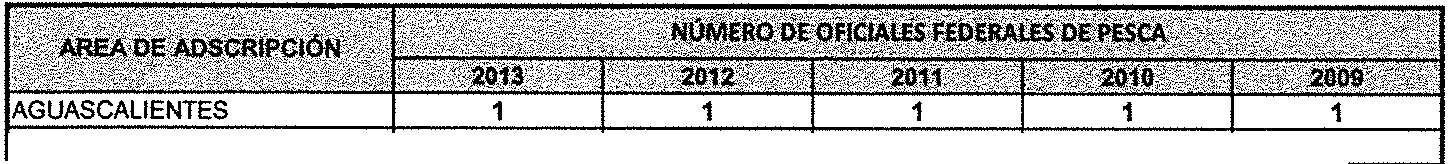 AREA DE ADSCRIPCIÓN
NÚMERO DE OFICIALES FEDERALES DE PESCA
2013 2012 2011 2010 2009
AGUASCALIENTES 1 1 1 1 1